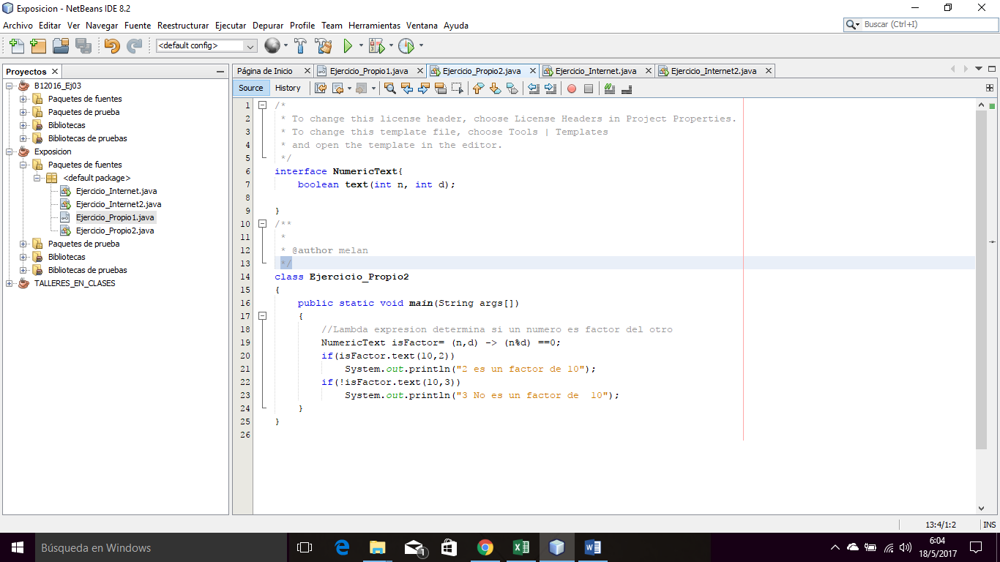 Exposicion - NetBeans IDE 8.2
Archivo Editar Ver Navegar Fuente Reestructurar Ejecutar Depurar Profile Team Herramientas Ventana Ayuda
Buscar (Ctrl+I)
<default config>
Proyectos
B12016_Ej03
Paquetes de fuentes
Paquetes de prueba
Bibliotecas
Bibliotecas de pruebas
Exposicion
Paquetes de fuentes
<default package>
Ejercicio_Internet.java
Ejercicio_Internet2.java
Ejercicio_Propio1.java
Ejercicio_Propio2.java
Paquetes de prueba
Bibliotecas
Bibliotecas de pruebas
TALLERES_EN_CLASES
Página de Inicio Ejercicio_Propio1.java Ejercicio_Propio2.java Ejercicio_Internet.java Ejercicio_Internet2.java
Source History
1 /*
2 * To change this license header, choose License Headers in Project Properties.
3 * To change this template file, choose Tools | Templates
4 * and open the template in the editor.
5 */
6 interface NumericText{
7 boolean text(int n, int d);
8
9 }
10 /**
11 *
12 * @author melan
13 */
14 class Ejercicio_Propio2
15 {
16 public static void main(String args[])
17 {
18 //Lambda expresion determina si un numero es factor del otro
19 NumericText isFactor= (n,d) -> (n%d) ==0;
20 if(isFactor.text(10,2))
21 System.out.println("2 es un factor de 10");
22 if(!isFactor.text(10,3))
23 System.out.println("3 No es un factor de  10");
24 }
25 }
26
13:4/1:2 INS
Búsqueda en Windows
1
6:04
18/5/2017